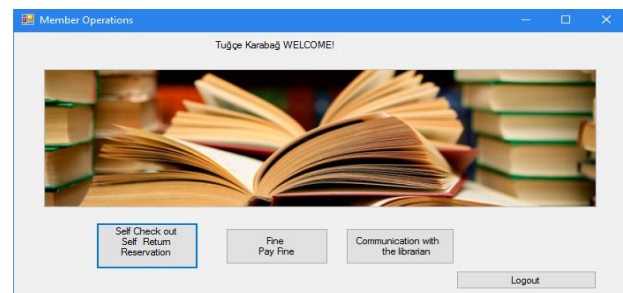 Member Operations
Tuğçe Karabağ WELCOME!
Self Check out
Self Return
Reservation
Fine
Pay Fine
Communication with
the librarian
Logout